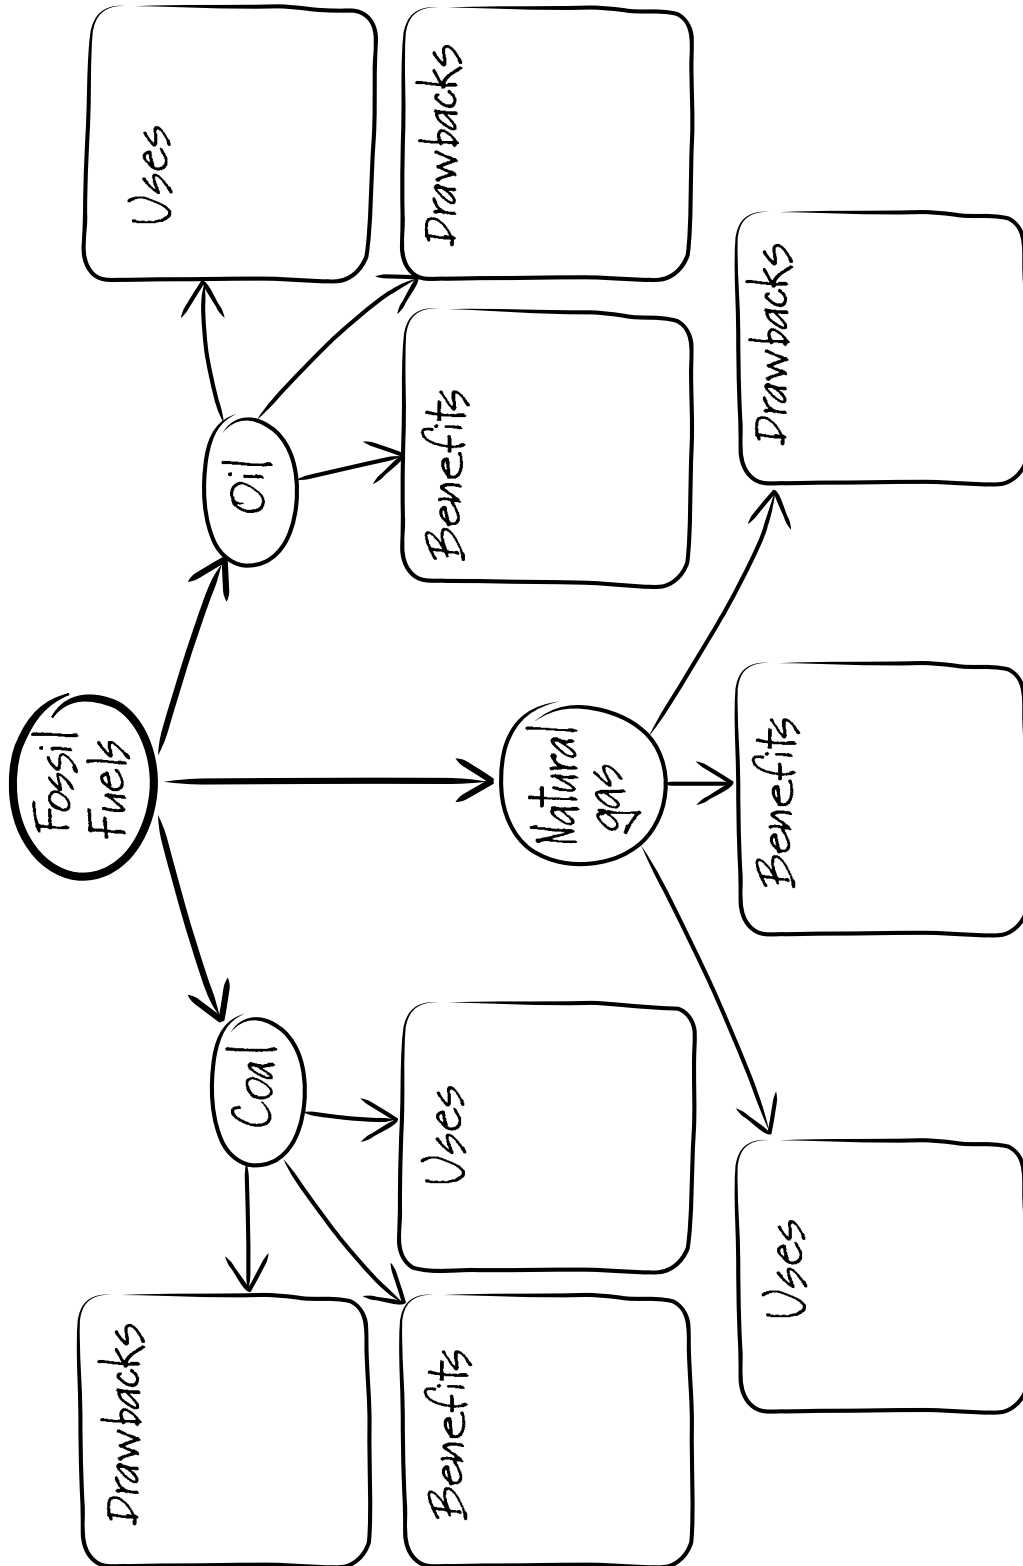 Fossil
Fuels
Coal
Oil
Drawbacks
Uses
Benefits
Uses
Benefits
Drawbacks
Natural
gas
Uses
Benefits
Drawbacks